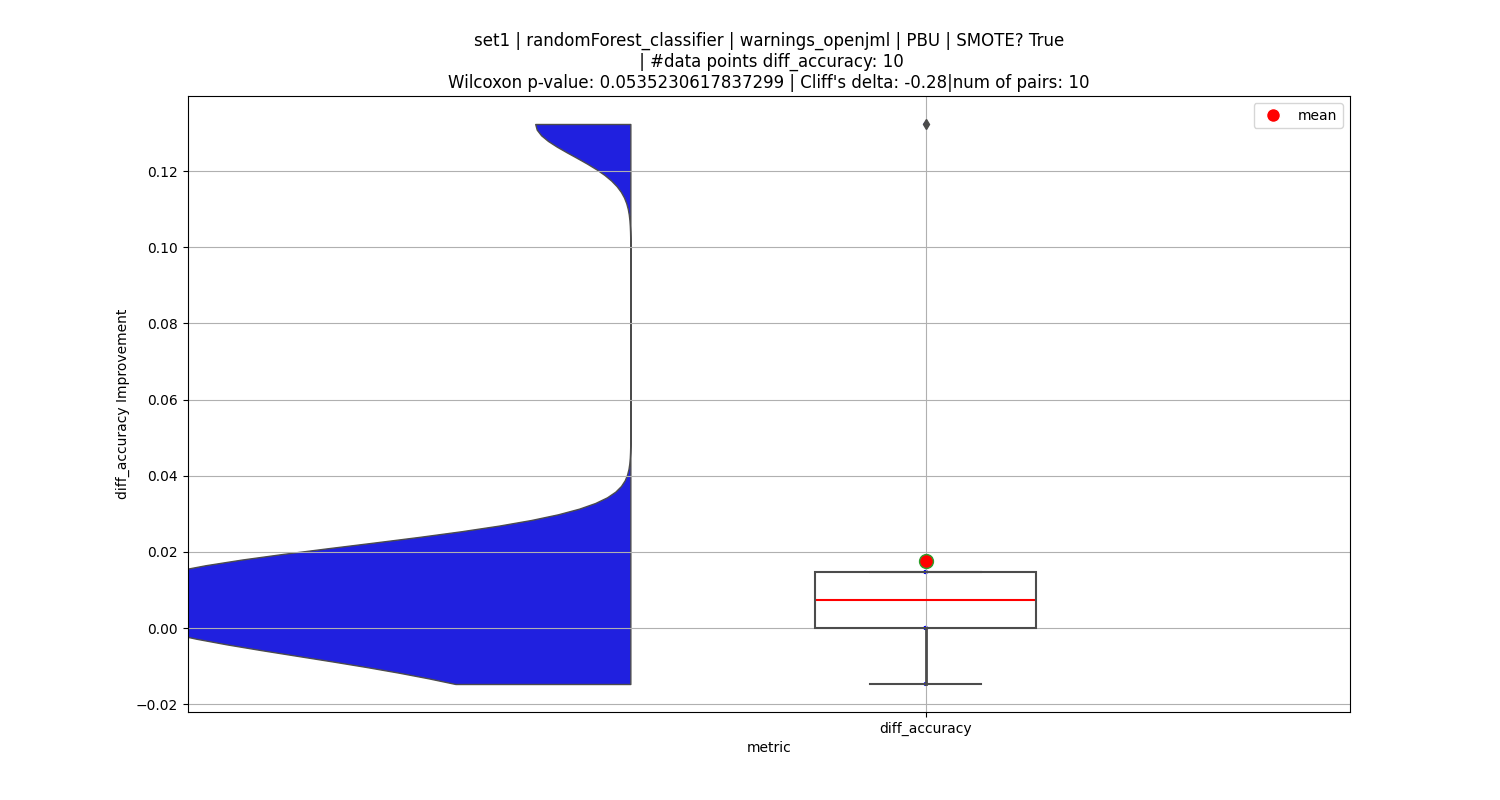 set1 | randomForest_classifier | warnings_openjml | PBU | SMOTE? True
| #data points diff_accuracy: 10
Wilcoxon p-value: 0.0535230617837299 | Cliff's delta: -0.28|num of pairs: 10
mean
0.12
0.10
0.08
0.06
0.04
0.02
0.00
−0.02
diff_accuracy Improvement
diff_accuracy
metric